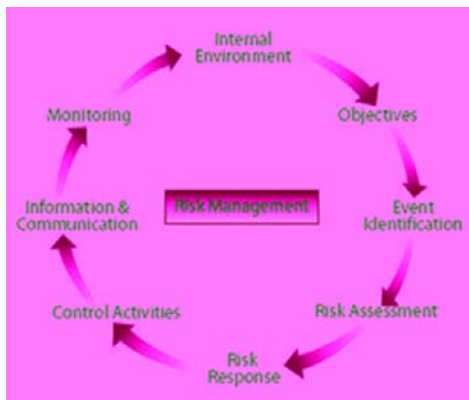 Internal
Environment
Objectives
Event
Identification
Risk Assessment
Risk
Response
Control Activities
Information &
Communication
Monitoring
Risk Management